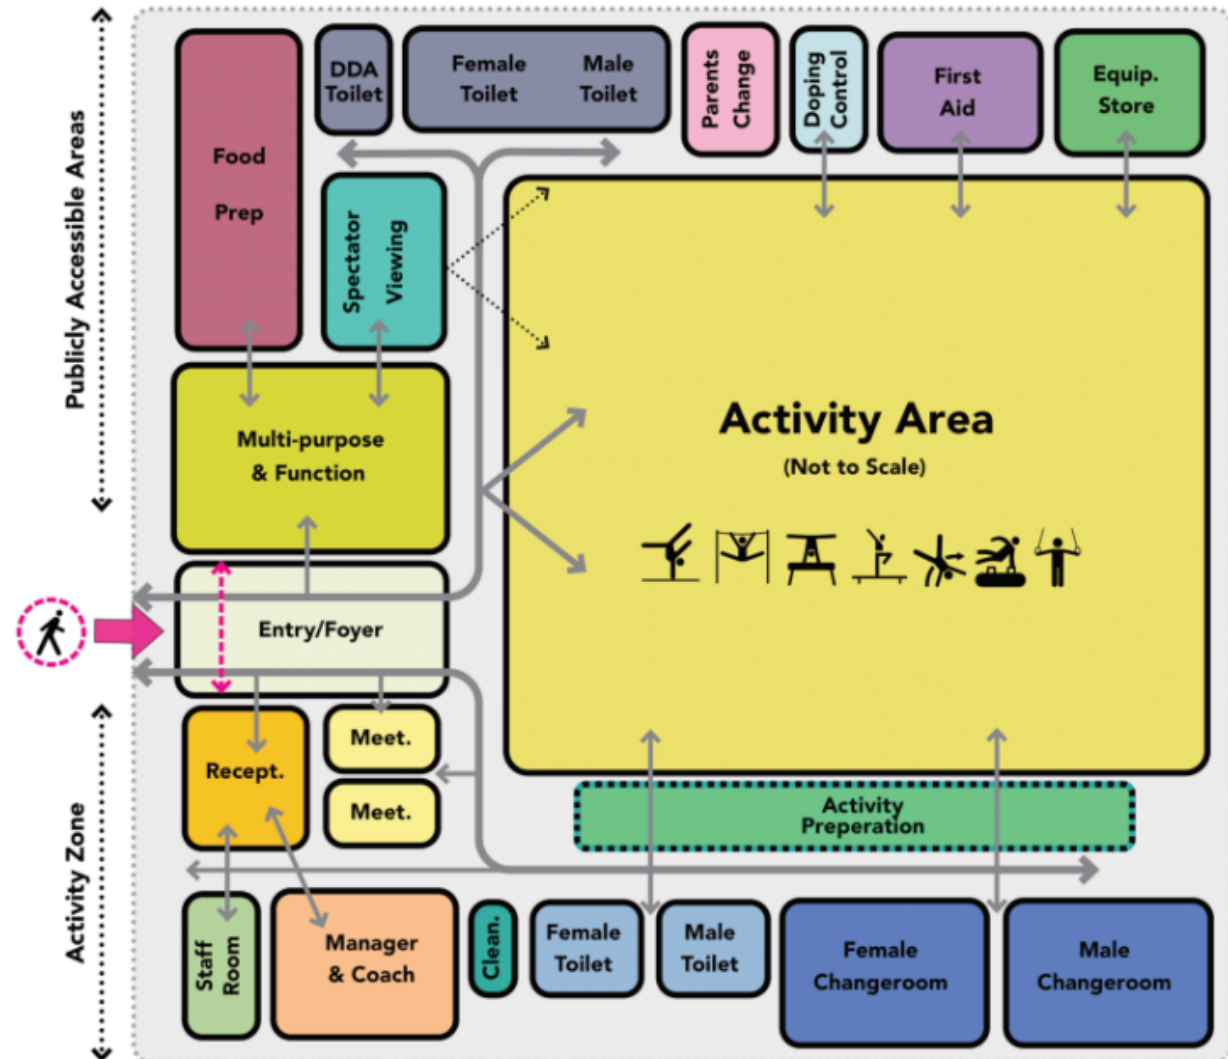 Publicly Accessible Areas
Activity Zone
Food
Prep
DDA
Toilet
Female
Toilet
Male
Toilet
Parents
Change
Doping
Control
First
Aid
Equip.
Store
Spectator
Viewing
Multi-purpose
& Function
Activity Area
(Not to Scale)
Entry/Foyer
Recept.
Meet.
Meet.
Activity
Preperation
Staff
Room
Manager
& Coach
Clean.
Female
Toilet
Male
Toilet
Female
Changeroom
Male
Changeroom